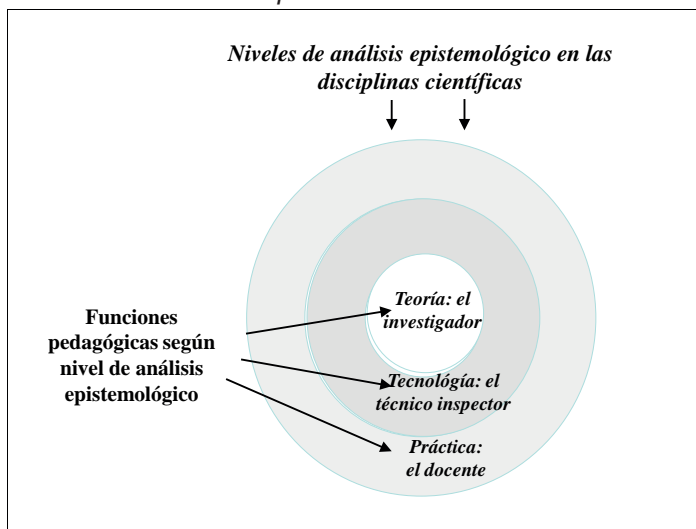 Niveles de análisis epistemológico en las
disciplinas científicas
Teoría: el
investigador
Funciones
pedagógicas según
nivel de análisis
epistemológico
Tecnológía: el
técnico inspector
Práctica:
el docente